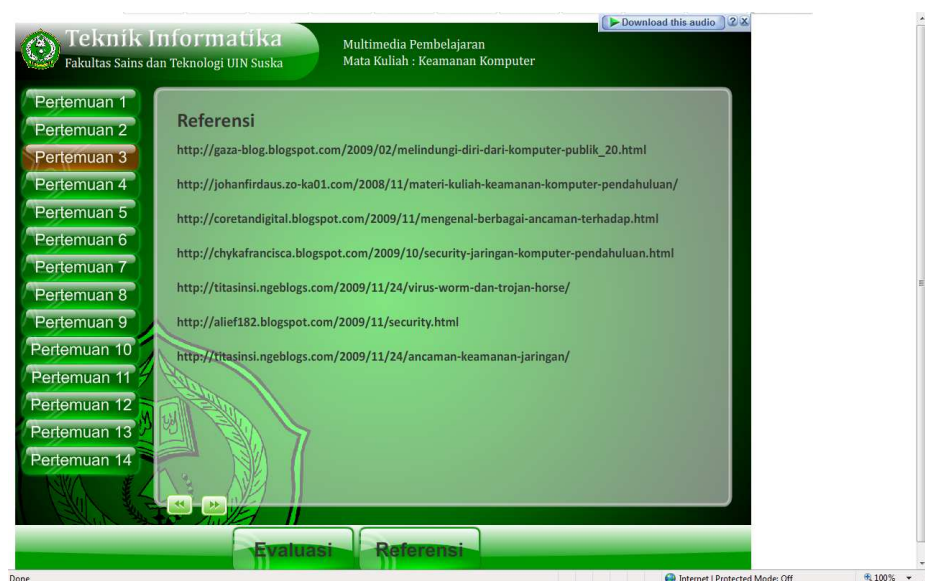 Download this audio
Teknik Informatika
Fakultas Sains dan Teknologi UIN Suska
Multimedia Pembelajaran
Mata Kuliah : Keamanan Komputer
Pertemuan 1
Pertemuan 2
Pertemuan 3
Pertemuan 4
Pertemuan 5
Pertemuan 6
Pertemuan 7
Pertemuan 8
Pertemuan 9
Pertemuan 10
Pertemuan 11
Pertemuan 12
Pertemuan 13
Pertemuan 14
Referensi
http://gaza-blog.blogspot.com/2009/02/melindungi-diri-dari-komputer-publik_20.html
http://johanfirdaus.zo-ka01.com/2008/11/materi-kuliah-keamanan-komputer-pendahuluan/
http://coretandigital.blogspot.com/2009/11/mengenal-berbagai-ancaman-terhadap.html
http://chykafrancisca.blogspot.com/2009/10/security-jaringan-komputer-pendahuluan.html
http://titasinsi.ngeblogs.com/2009/11/24/virus-worm-dan-trojan-horse/
http://alief182.blogspot.com/2009/11/security.html
http://titasinsi.ngeblogs.com/2009/11/24/ancaman-keamanan-jaringan/
Evaluasi
Referensi
Done
Internet | Protected Mode: Off
100%